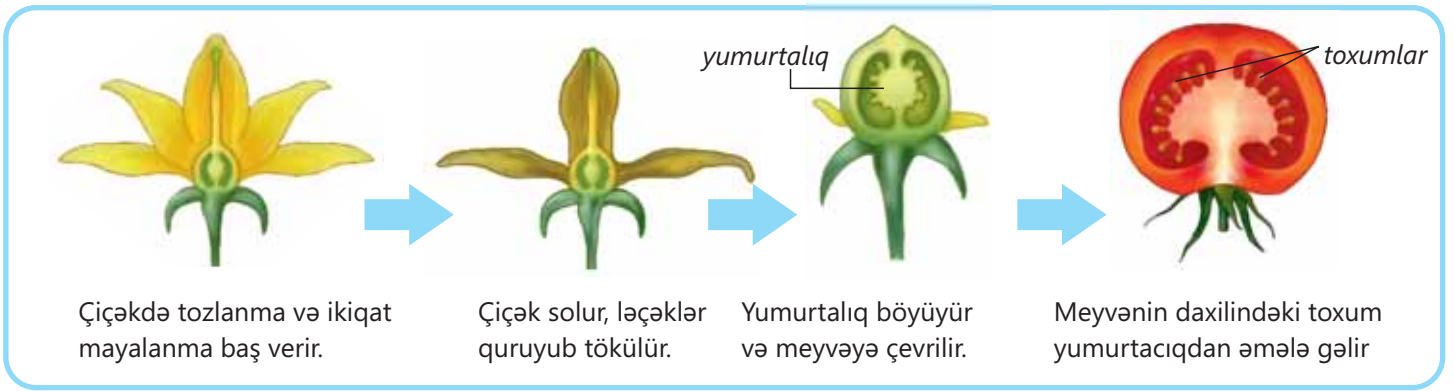 yumurtalıq
toxumlar
Çiçəkdə tozlanma və ikiqat
mayalanma baş verir.
Çiçək solur, ləçəklər
quruyub tökülür.
Yumurtalıq böyüyür
və meyvəyə çevrilir.
Meyvənin daxilindəki toxum
yumurtacıqdan əmələ gəlir